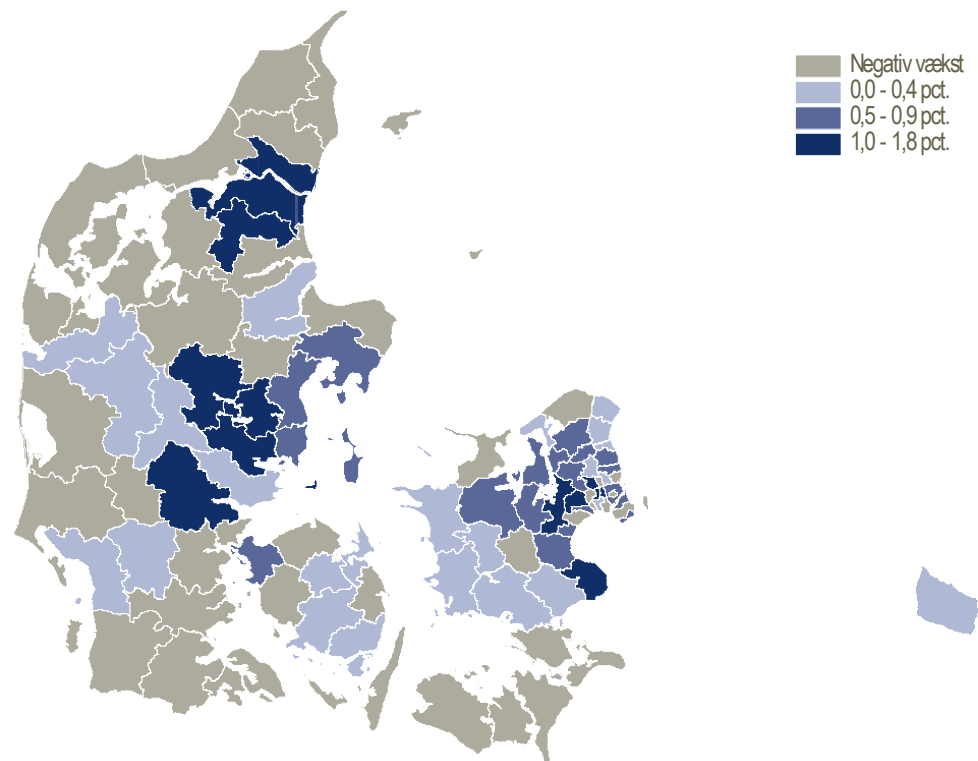 Negativ vækst
0,0 - 0,4 pct.
0,5 - 0,9 pct.
1,0 - 1,8 pct.